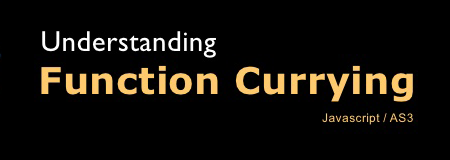 Understanding
Function Currying
Javascript / AS3